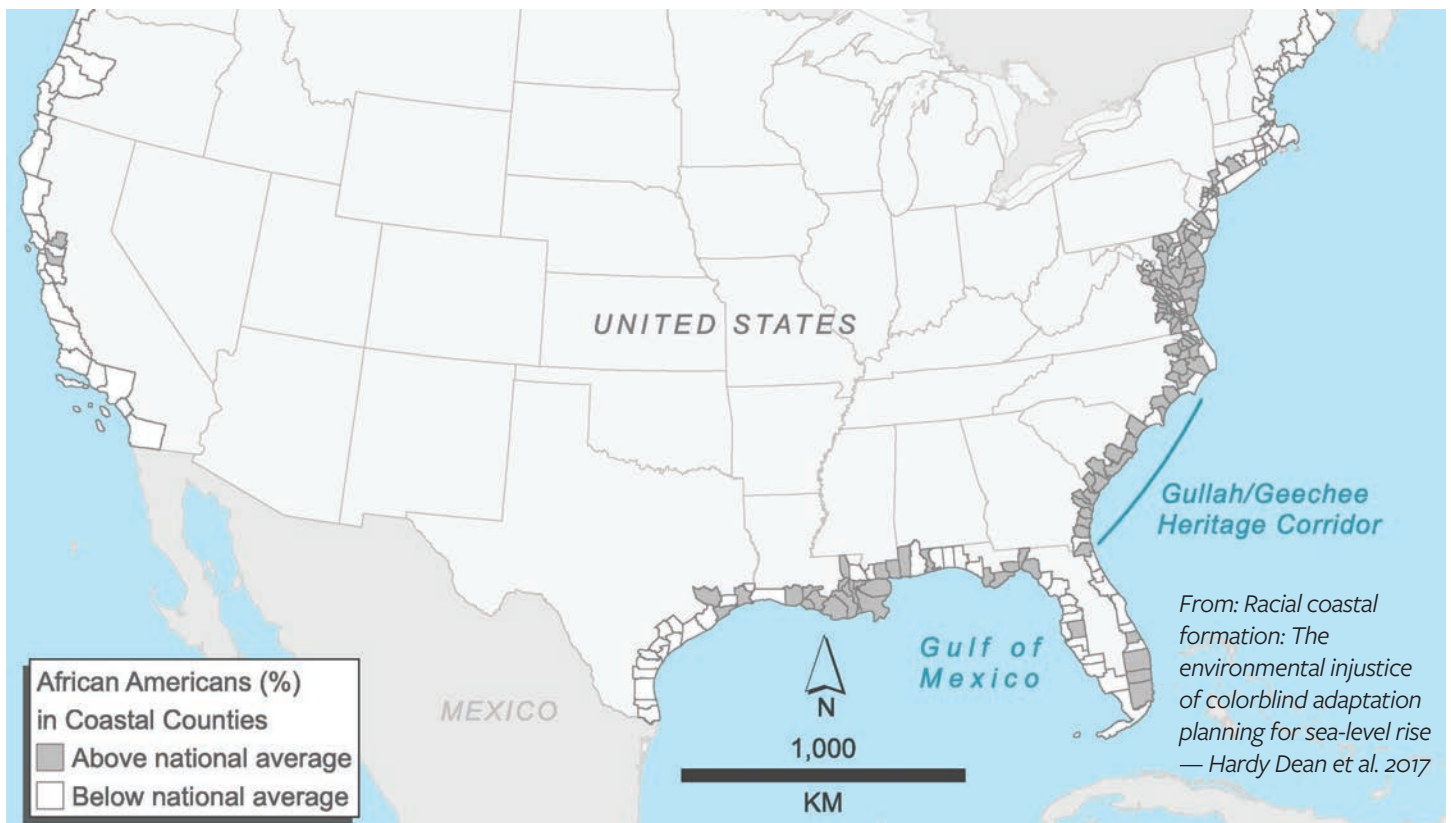 UNITED STATES
Gullah/Geechee
Heritage Corridor
From: Racial coastal
formation: The
environmental injustice
of colorblind adaptation
planning for sea-level rise
— Hardy Dean et al. 2017
Gulf of
Mexico
MEXICO
N
1,000
KM
African Americans (%)
in Coastal Counties
Above national average
Below national average